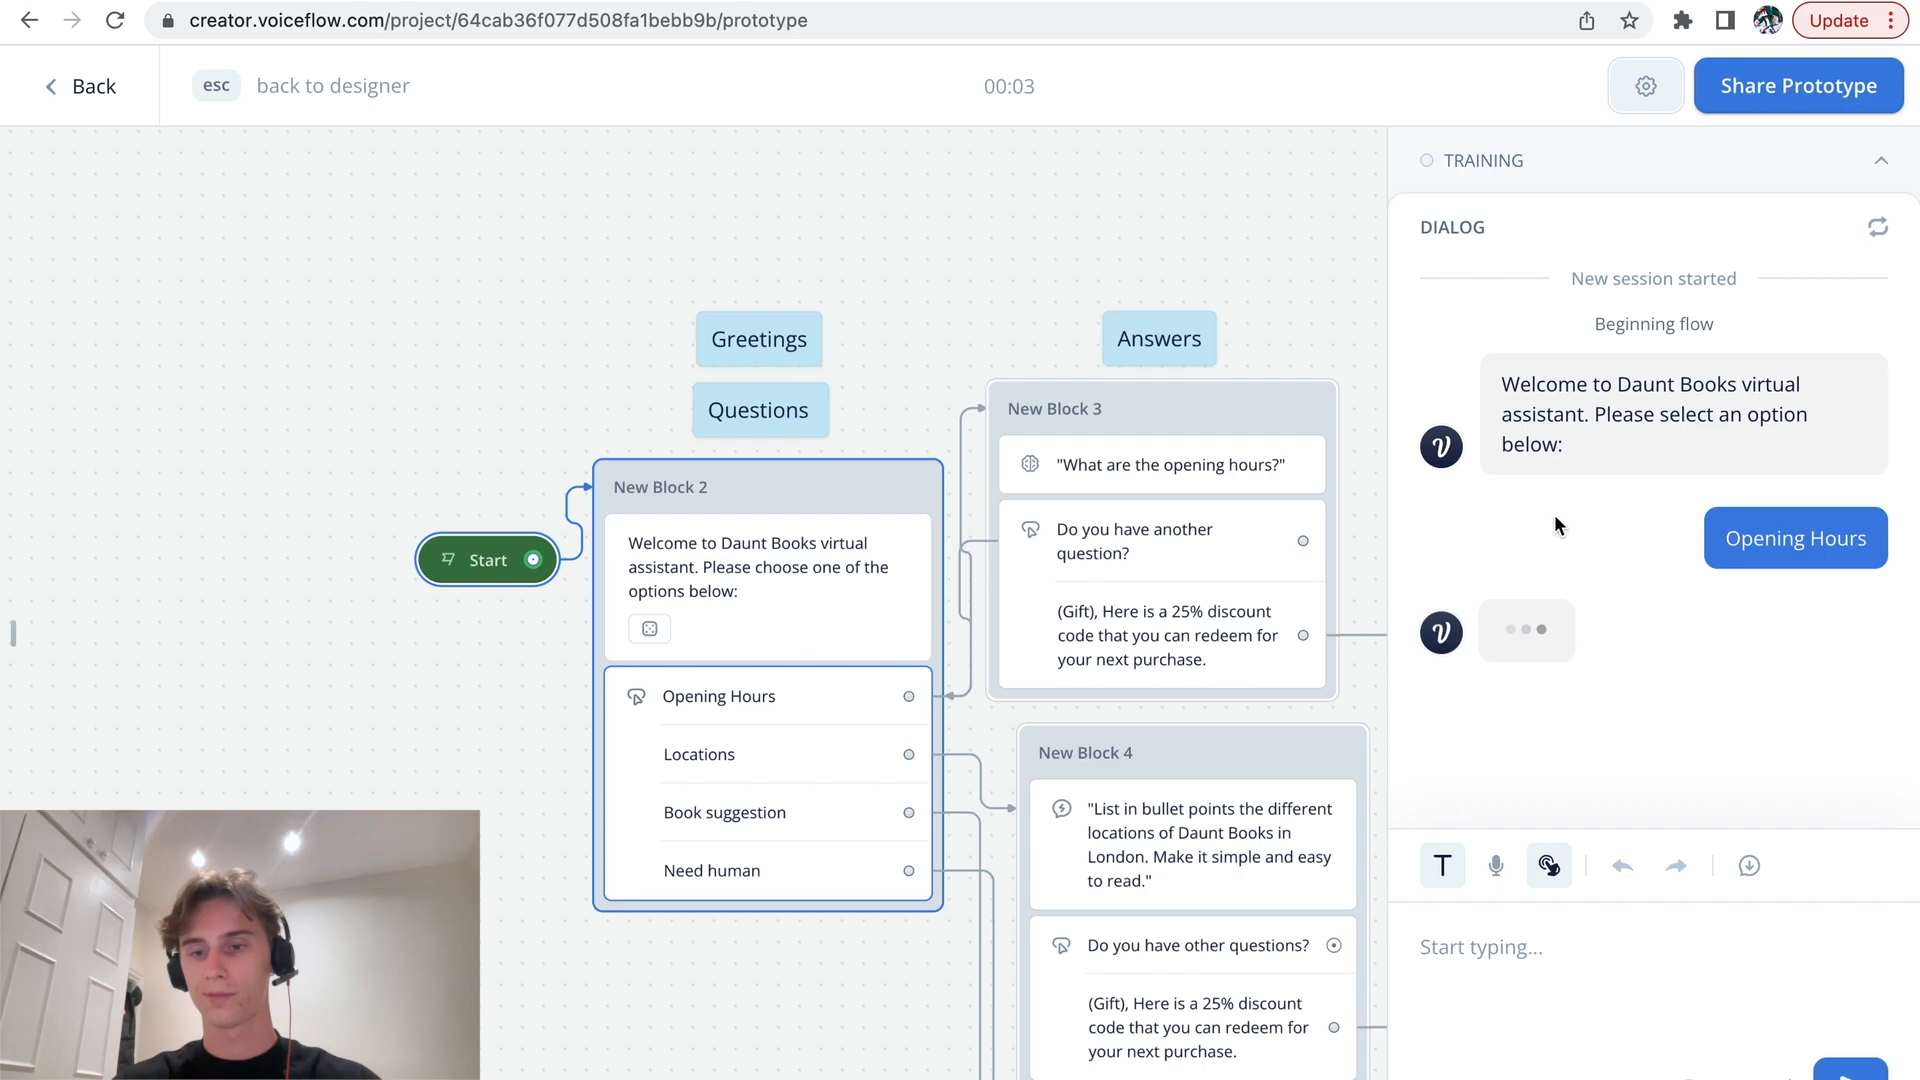 creator.voiceflow.com/project/64cab36f077d508fa1bebb9b/prototype
Update
Back
esc
back to designer
00:03
Share Prototype
TRAINING
DIALOG
New session started
Beginning flow
Welcome to Daunt Books virtual
assistant. Please select an option
below:
Opening Hours
Start typing...
Greetings
Questions
Answers
Start
New Block 2
Welcome to Daunt Books virtual
assistant. Please choose one of the
options below:
Opening Hours
Locations
Book suggestion
Need human
New Block 3
"What are the opening hours?"
Do you have another
question?
(Gift), Here is a 25% discount
code that you can redeem for
your next purchase.
New Block 4
"List in bullet points the different
locations of Daunt Books in
London. Make it simple and easy
to read."
Do you have other questions?
(Gift), Here is a 25% discount
code that you can redeem for
your next purchase.